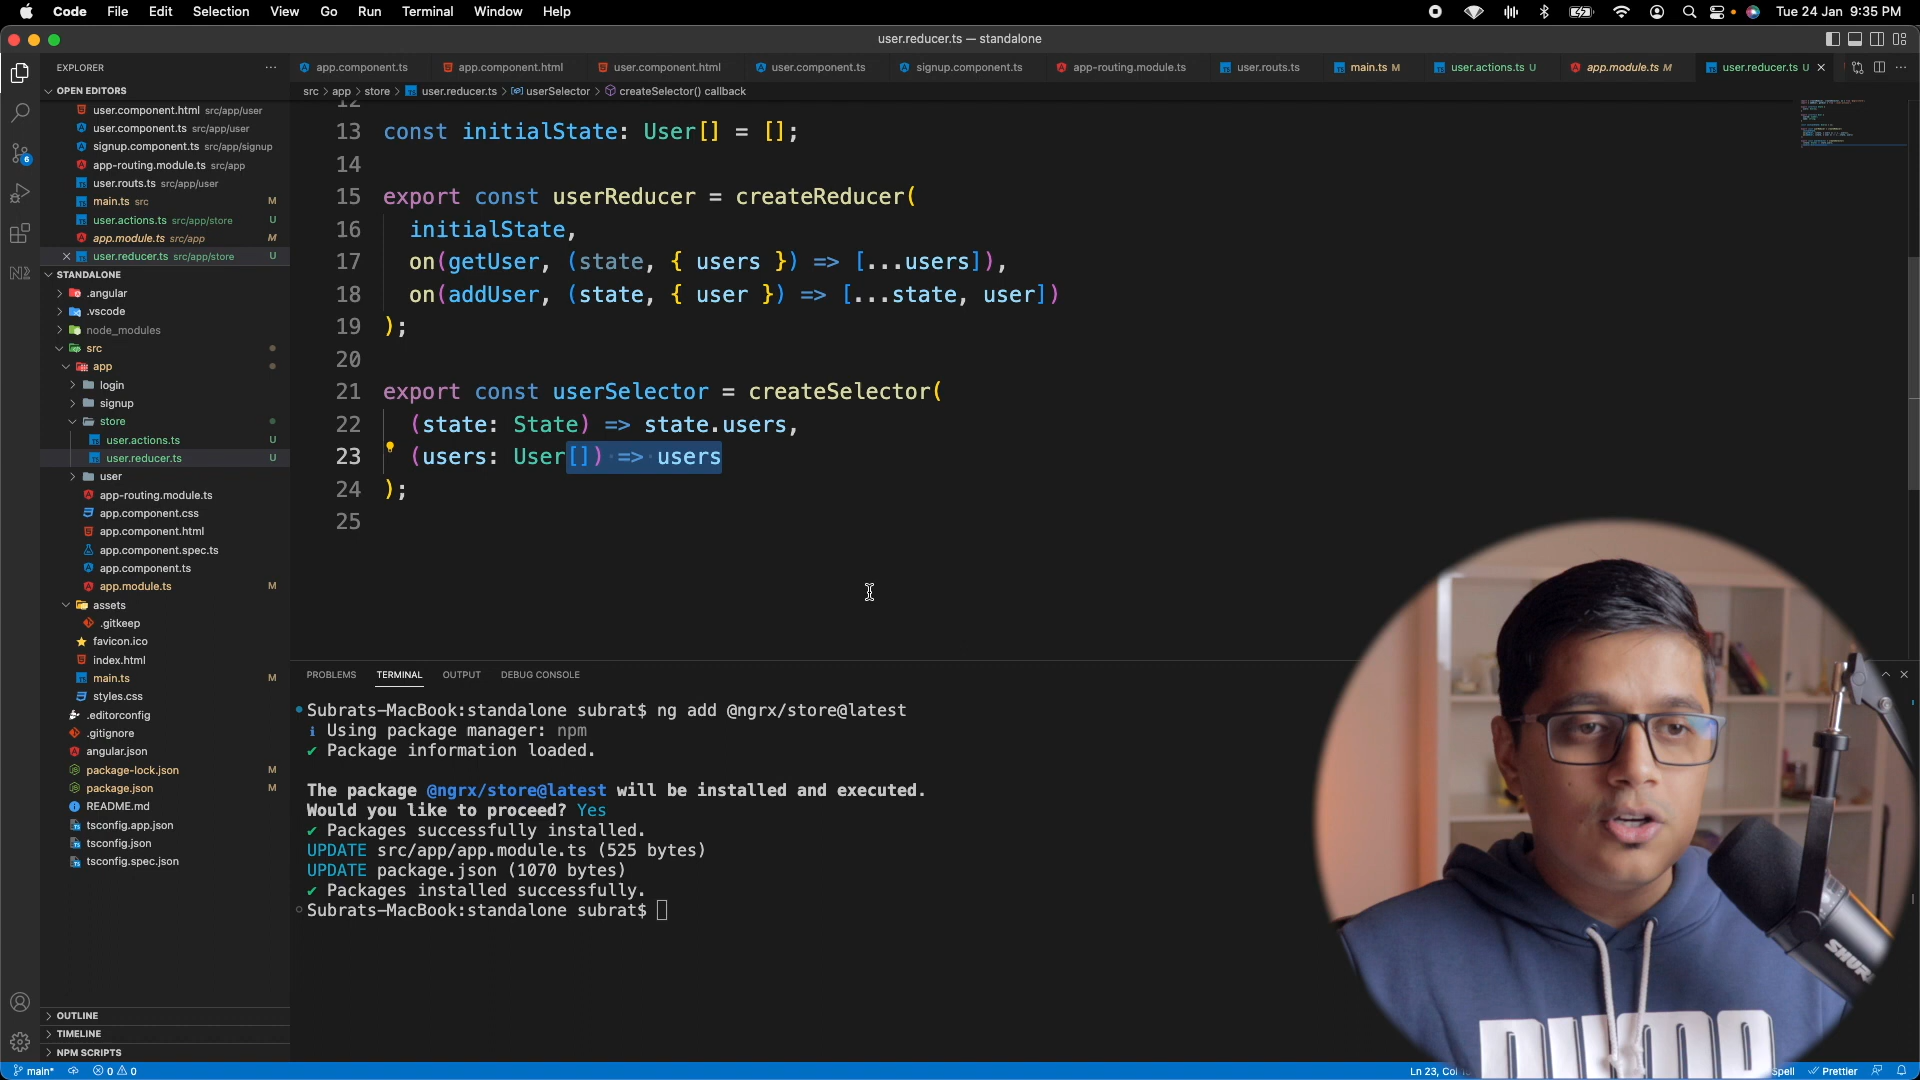 Code File Edit Selection View Go Run Terminal Window Help
Tue 24 Jan 9:35 PM
user.reducer.ts — standalone
EXPLORER
app.component.ts
app.component.html
user.component.html
user.component.ts
signup.component.ts
app-routing.module.ts
user.routs.ts
main.ts M
user.actions.ts U
app.module.ts M
user.reducer.ts U
src > app > store > user.reducer.ts > userSelector > createSelector() callback
OPEN EDITORS
user.component.html src/app/user
user.component.ts src/app/user
signup.component.ts src/app/signup
app-routing.module.ts src/app
user.routs.ts src/app/user
main.ts src M
user.actions.ts src/app/store U
app.module.ts src/app M
user.reducer.ts src/app/store U
STANDALONE
.angular
.vscode
node_modules
src
app
login
signup
store
user.actions.ts U
user.reducer.ts U
user
app-routing.module.ts
app.component.css
app.component.html
app.component.spec.ts
app.component.ts
app.module.ts M
assets
.gitkeep
favicon.ico
index.html
main.ts M
styles.css
.editorconfig
.gitignore
angular.json
package-lock.json M
package.json M
README.md
tsconfig.app.json
tsconfig.json
tsconfig.spec.json
OUTLINE
TIMELINE
NPM SCRIPTS
6
12
13 const initialState: User[] = [];
14
15 export const userReducer = createReducer(
16 initialState,
17 on(getUser, (state, { users }) => [...users]),
18 on(addUser, (state, { user }) => [...state, user])
19 );
20
21 export const userSelector = createSelector(
22 (state: State) => state.users,
23 (users: User[]) => users
24 );
25
PROBLEMS TERMINAL OUTPUT DEBUG CONSOLE
Subrats-MacBook:standalone subrat$ ng add @ngrx/store@latest
ℹ Using package manager: npm
✔ Package information loaded.
The package @ngrx/store@latest will be installed and executed.
Would you like to proceed? Yes
✔ Packages successfully installed.
UPDATE src/app/app.module.ts (525 bytes)
UPDATE package.json (1070 bytes)
✔ Packages installed successfully.
Subrats-MacBook:standalone subrat$
SHURE
main* 0 0
Ln 23, Spell Prettier